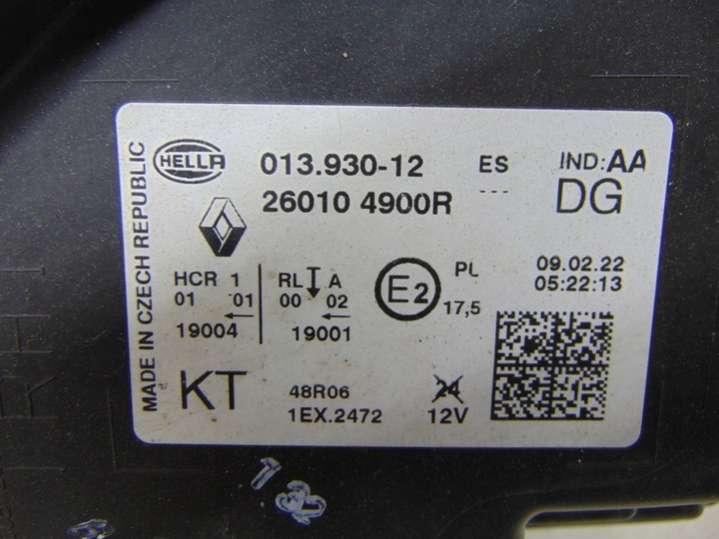 MADE IN CZECH REPUBLIC
HELLA 013.930-12 ES IND:AA
26010 4900R --- DG
HCR 1 RL A E2 PL 09.02.22
01 01 00 02 17,5 05:22:13
19004 19001
KT 48R06 24
1EX.2472 12V